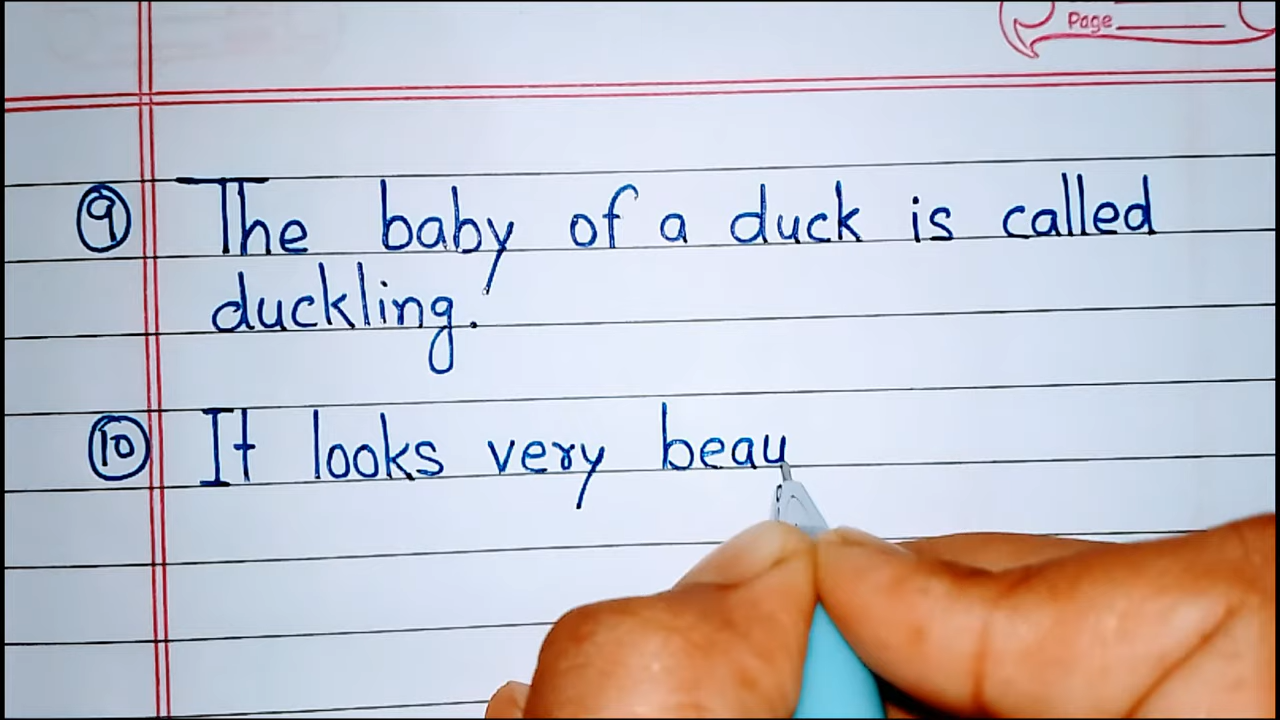 Page
⑨ The baby of a duck is called
duckling.
⑩ It looks very beau